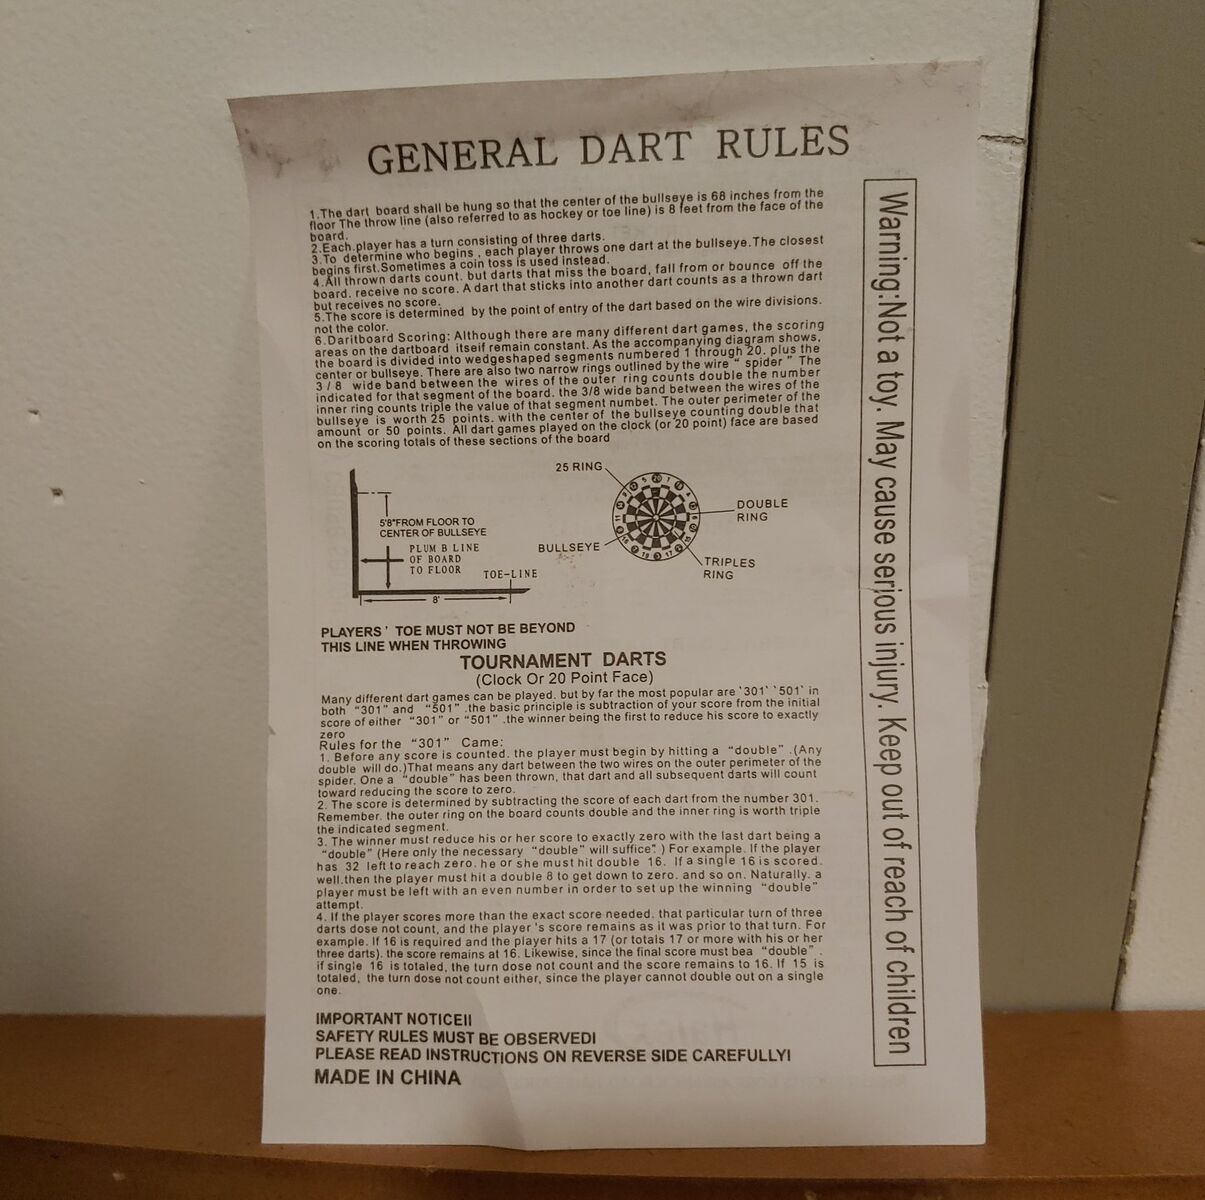 GENERAL DART RULES
1.The dart board shall be hung so that the center of the bullseye is 68 inches from the
floor The throw line (also referred to as hockey or toe line) is 8 feet from the face of the
board.
2.Each.player has a turn consisting of three darts.
3.To determine who begins , each player throws one dart at the bullseye.The closest
begins first.Sometimes a coin toss is used instead.
4.All thrown darts count. but darts that miss the board, fall from or bounce off the
board. receive no score. A dart that sticks into another dart counts as a thrown dart
but receives no score.
5.The score is determined by the point of entry of the dart based on the wire divisions.
not the color.
6.Daritboard Scoring: Although there are many different dart games, the scoring
areas on the dartboard itseif remain constant. As the accompanying diagram shows,
the board is divided into wedgeshaped segments numbered 1 through 20. plus the
center or bullseye. There are also two narrow rings outlined by the wire " spider " The
3 / 8 wide band between the wires of the outer ring counts double the number
indicated for that segment of the board. the 3/8 wide band between the wires of the
inner ring counts triple the value of that segment numbet. The outer perimeter of the
bullseye is worth 25 points. with the center of the bullseye counting double that
amount or 50 points. All dart games played on the clock (or 20 point) face are based
on the scoring totals of these sections of the board
25 RING
DOUBLE
RING
BULLSEYE
TRIPLES
RING
5'8"FROM FLOOR TO
CENTER OF BULLSEYE
PLUM B LINE
OF BOARD
TO FLOOR
TOE-LINE
8'
PLAYERS ' TOE MUST NOT BE BEYOND
THIS LINE WHEN THROWING
TOURNAMENT DARTS
(Clock Or 20 Point Face)
Many different dart games can be played. but by far the most popular are '301' '501' in
both "301" and "501" .the basic principle is subtraction of your score from the initial
score of either "301" or "501" .the winner being the first to reduce his score to exactly
zero
Rules for the "301" Came:
1. Before any score is counted. the player must begin by hitting a "double" .(Any
double will do.)That means any dart between the two wires on the outer perimeter of the
spider. One a "double" has been thrown, that dart and all subsequent darts will count
toward reducing the score to zero.
2. The score is determined by subtracting the score of each dart from the number 301.
Remember. the outer ring on the board counts double and the inner ring is worth triple
the indicated segment.
3. The winner must reduce his or her score to exactly zero with the last dart being a
"double" (Here only the necessary "double" will suffice." ) For example. If the player
has 32 left to reach zero. he or she must hit double 16. If a single 16 is scored.
well.then the player must hit a double 8 to get down to zero. and so on. Naturally. a
player must be left with an even number in order to set up the winning "double"
attempt.
4. If the player scores more than the exact score needed. that particular turn of three
darts dose not count, and the player 's score remains as it was prior to that turn. For
example. If 16 is required and the player hits a 17 (or totals 17 or more with his or her
three darts). the score remains at 16. Likewise, since the final score must bea "double" .
if single 16 is totaled, the turn dose not count and the score remains to 16. If 15 is
totaled, the turn dose not count either, since the player cannot double out on a single
one.
IMPORTANT NOTICEII
SAFETY RULES MUST BE OBSERVEDI
PLEASE READ INSTRUCTIONS ON REVERSE SIDE CAREFULLYI
MADE IN CHINA
Warning:Not a toy. May cause serious injury. Keep out of reach of children